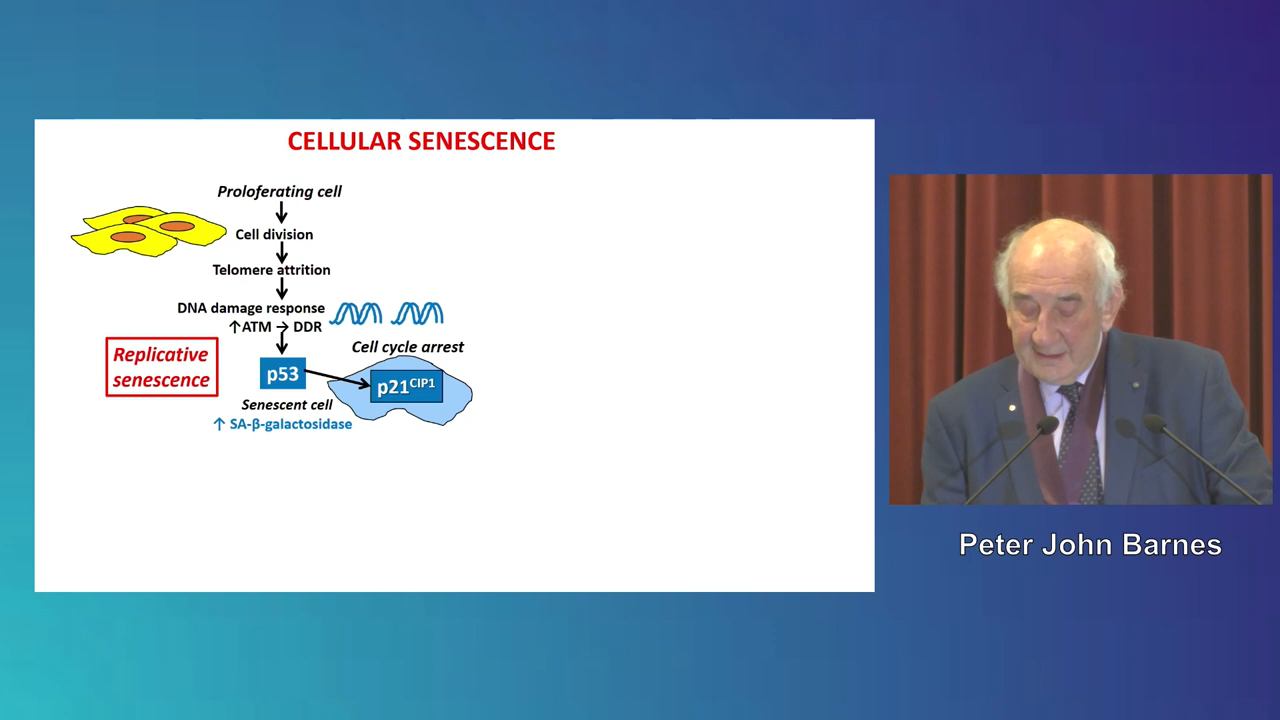 CELLULAR SENESCENCE
Proloferating cell
Cell division
Telomere attrition
DNA damage response
↑ATM → DDR
Replicative
senescence
Cell cycle arrest
p53
p21CIP1
Senescent cell
↑ SA-β-galactosidase
Peter John Barnes